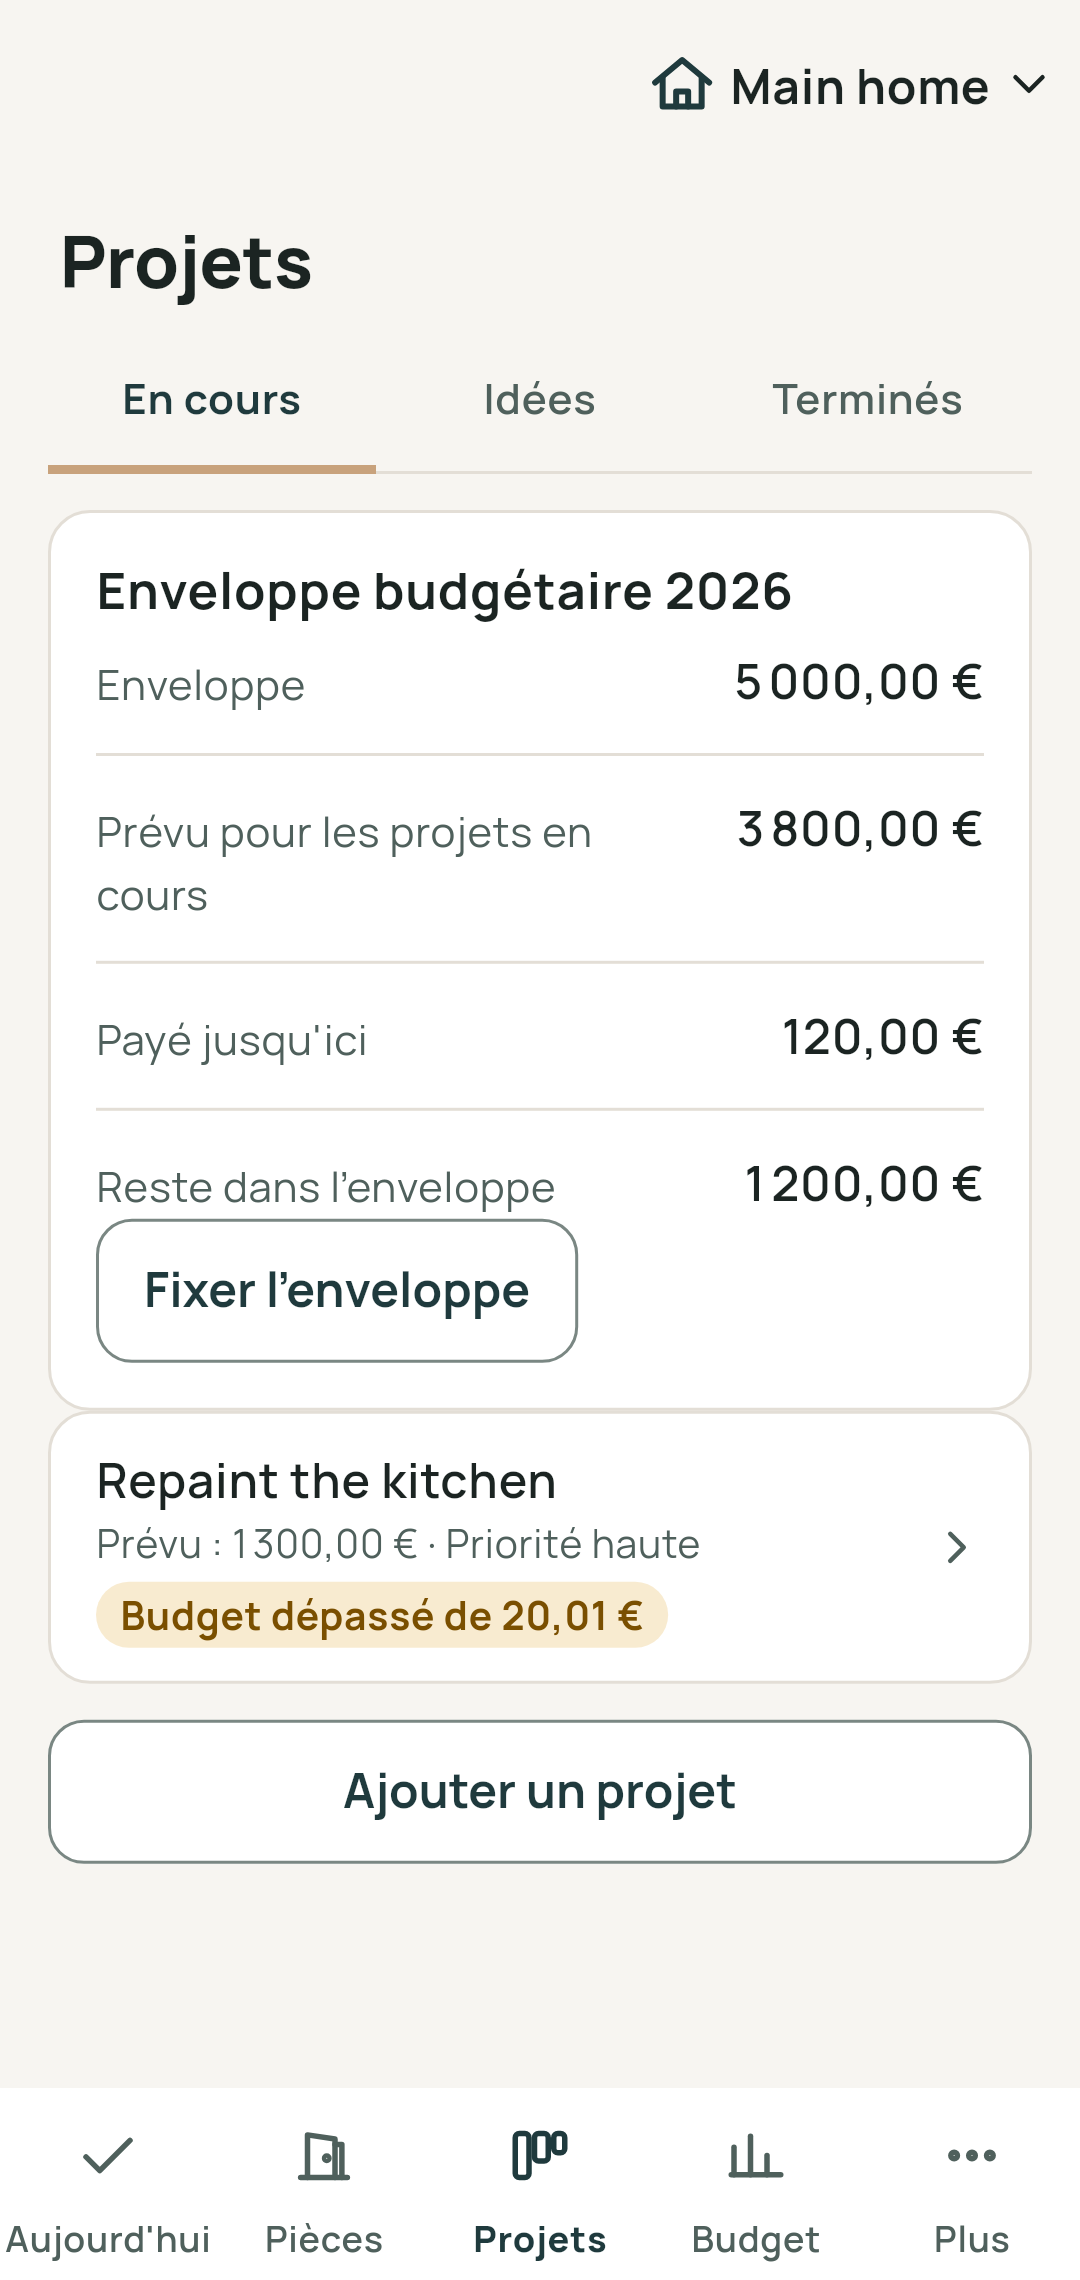 Main home
Projets
En cours
Idées
Terminés
Enveloppe budgétaire 2026
Enveloppe 5 000,00 €
Prévu pour les projets en 3 800,00 €
cours
Payé jusqu'ici 120,00 €
Reste dans l’enveloppe 1 200,00 €
Fixer l’enveloppe
Repaint the kitchen
Prévu : 1 300,00 € · Priorité haute
Budget dépassé de 20,01 €
Ajouter un projet
Aujourd'hui
Pièces
Projets
Budget
Plus